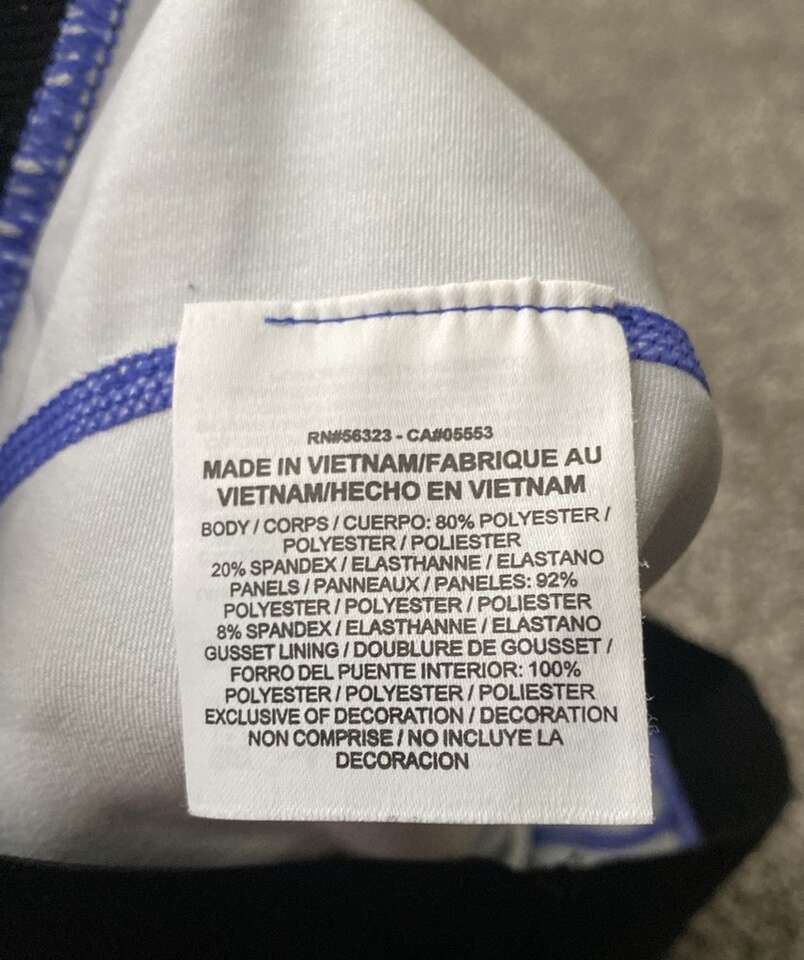 RN#56323 - CA#05553
MADE IN VIETNAM/FABRIQUE AU
VIETNAM/HECHO EN VIETNAM
BODY / CORPS / CUERPO: 80% POLYESTER /
POLYESTER / POLIESTER
20% SPANDEX / ELASTHANNE / ELASTANO
PANELS / PANNEAUX / PANELES: 92%
POLYESTER / POLYESTER / POLIESTER
8% SPANDEX / ELASTHANNE / ELASTANO
GUSSET LINING / DOUBLURE DE GOUSSET /
FORRO DEL PUENTE INTERIOR: 100%
POLYESTER / POLYESTER / POLIESTER
EXCLUSIVE OF DECORATION / DECORATION
NON COMPRISE / NO INCLUYE LA
DECORACION